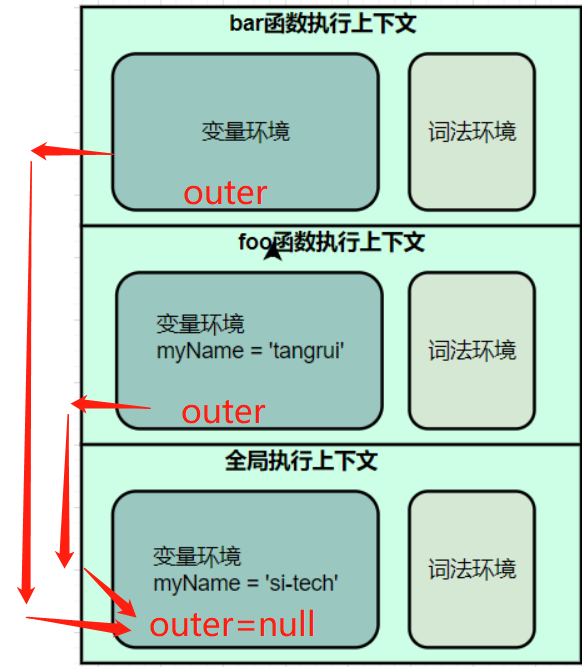 bar函数执行上下文
变量环境
词法环境
outer
foo函数执行上下文
变量环境
myName = 'tangrui'
词法环境
outer
全局执行上下文
变量环境
myName = 'si-tech'
词法环境
outer=null